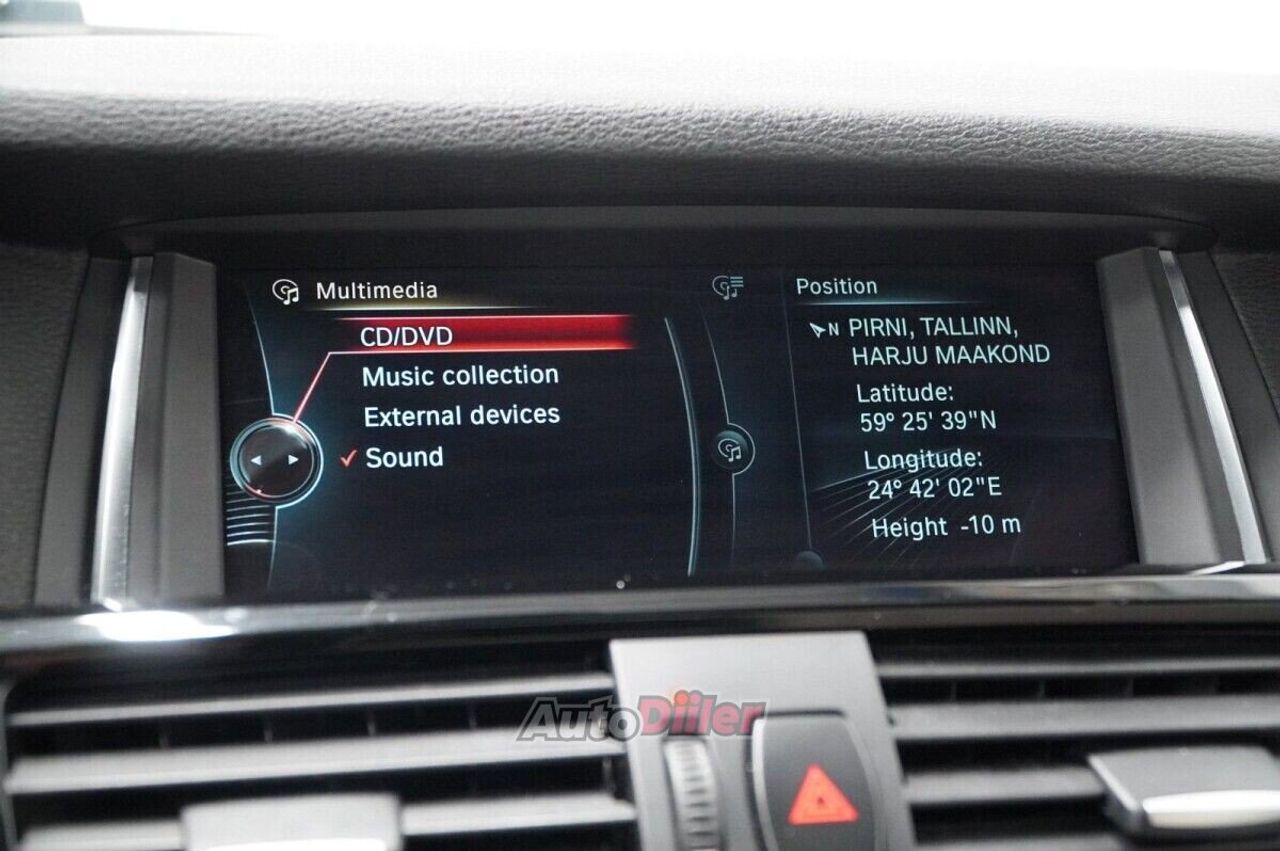 Multimedia
CD/DVD
Music collection
External devices
Sound
Position
N PIRNI, TALLINN,
HARJU MAAKOND
Latitude:
59° 25' 39"N
Longitude:
24° 42' 02"E
Height -10 m
AutoDiiler